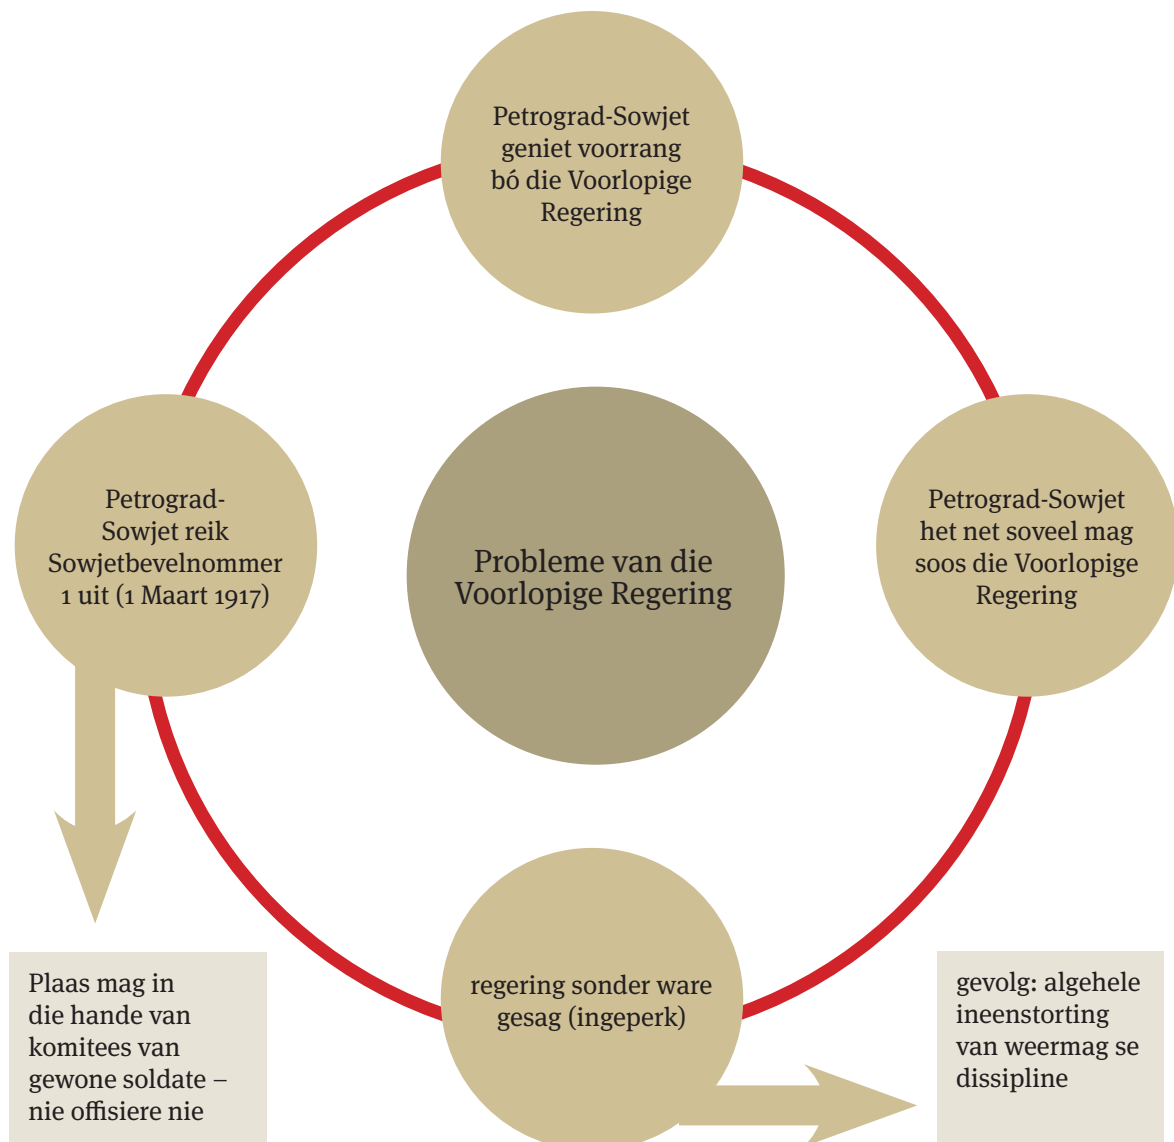 Petrograd-Sowjet
geniet voorrang
bó die Voorlopige
Regering
Petrograd-
Sowjet reik
Sowjetbevelnommer
1 uit (1 Maart 1917)
Probleme van die
Voorlopige Regering
Petrograd-Sowjet
het net soveel mag
soos die Voorlopige
Regering
regering sonder ware
gesag (ingeperk)
Plaas mag in
die hande van
komitees van
gewone soldate –
nie offisiere nie
gevolg: algehele
ineenstorting
van weermag se
dissipline